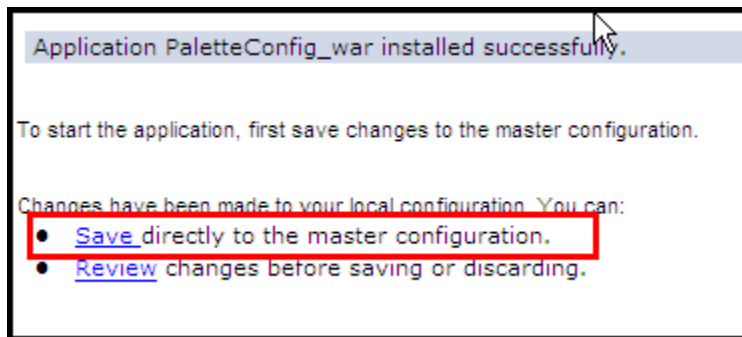 Application PaletteConfig_war installed successfully.
To start the application, first save changes to the master configuration.
Changes have been made to your local configuration. You can:
● Save directly to the master configuration.
● Review changes before saving or discarding.